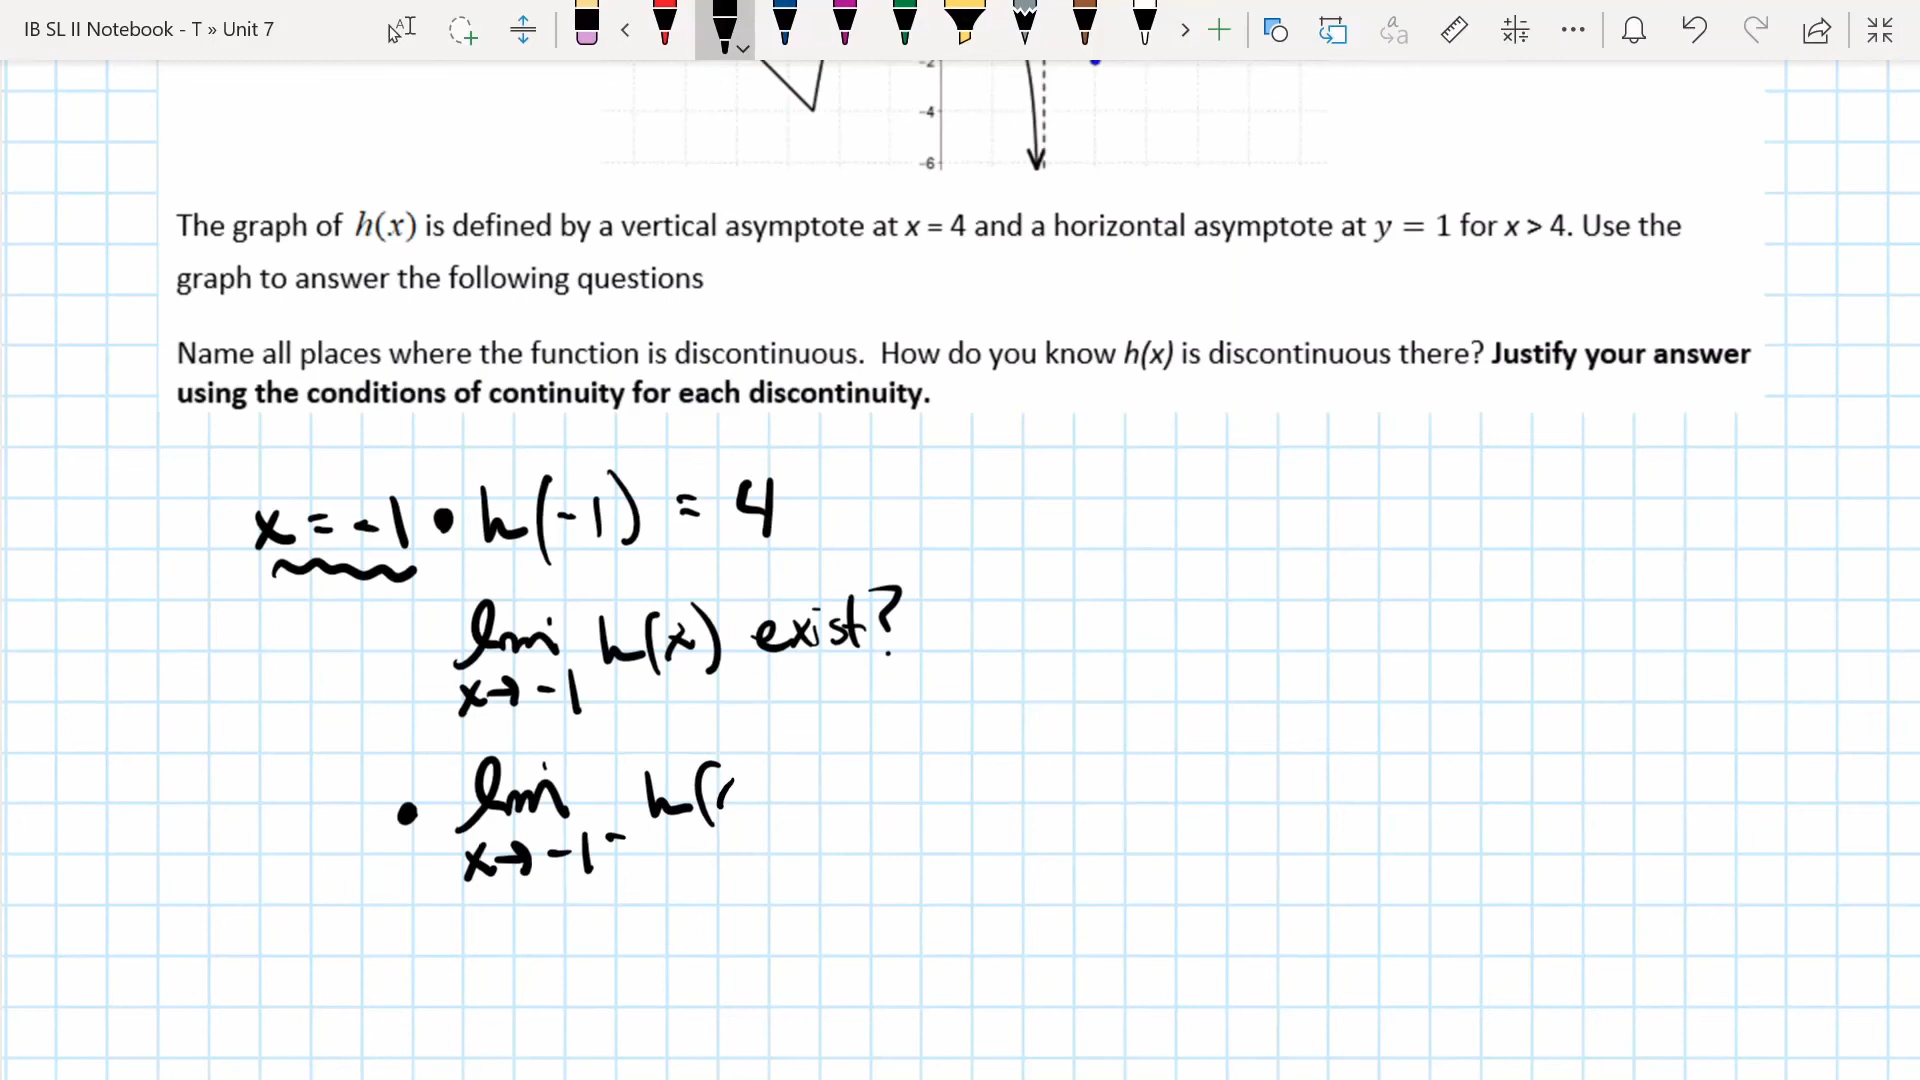 IB SL II Notebook - T » Unit 7
-2
-4
-6
The graph of h(x) is defined by a vertical asymptote at x = 4 and a horizontal asymptote at y = 1 for x > 4. Use the
graph to answer the following questions
Name all places where the function is discontinuous. How do you know h(x) is discontinuous there? Justify your answer
using the conditions of continuity for each discontinuity.
x = -1 • h(-1) = 4
lim h(x) exist?
x→ -1
• lim h(
x→ -1⁻